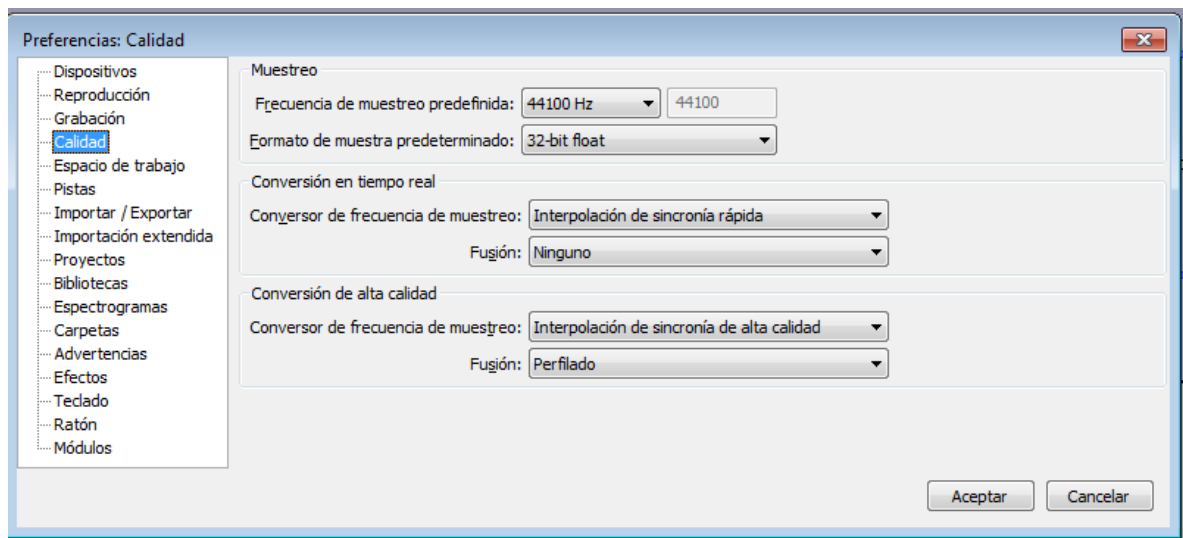 Preferencias: Calidad
Dispositivos
Reproducción
Grabación
Calidad
Espacio de trabajo
Pistas
Importar / Exportar
Importación extendida
Proyectos
Bibliotecas
Espectrogramas
Carpetas
Advertencias
Efectos
Teclado
Ratón
Módulos
Muestreo
Frecuencia de muestreo predefinida: 44100 Hz 44100
Formato de muestra predeterminado: 32-bit float
Conversión en tiempo real
Conversor de frecuencia de muestreo: Interpolación de sincronía rápida
Fusión: Ninguno
Conversión de alta calidad
Conversor de frecuencia de muestreo: Interpolación de sincronía de alta calidad
Fusión: Perfilado
Aceptar Cancelar